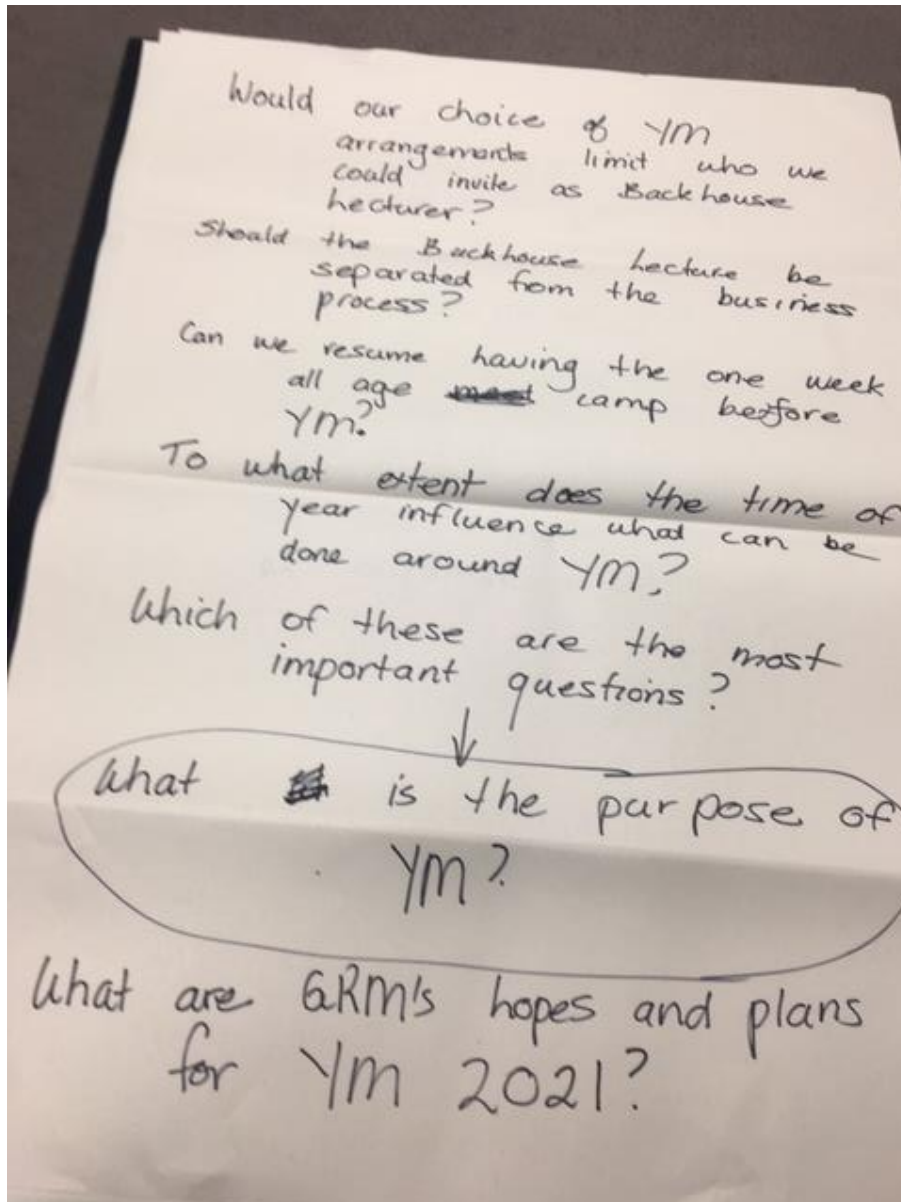 Would our choice of YM
arrangements limit who we
could invite as Backhouse
Lecturer?
Should the Backhouse Lecture be
separated from the business
process?
Can we resume having the one week
all age camp before
YM?
To what extent does the time of
year influence what can be
done around YM?
Which of these are the most
important questions?
What is the purpose of
YM?
What are QRM's hopes and plans
for YM 2021?